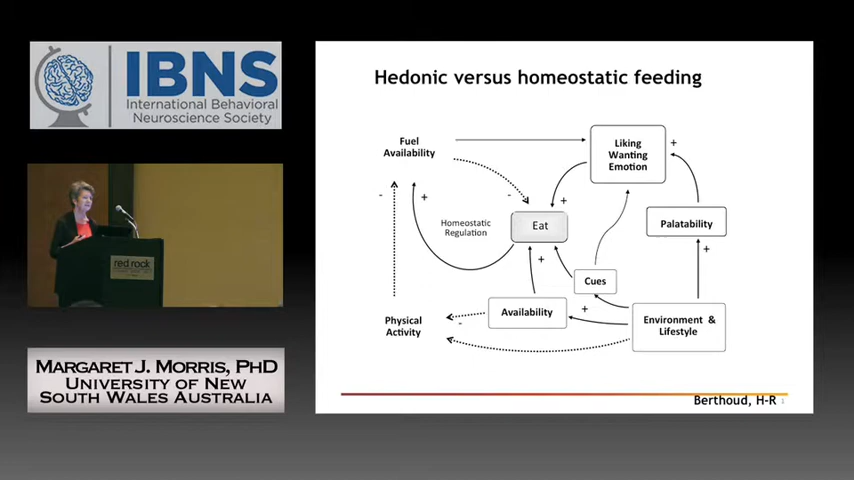 IBNS
International Behavioral
Neuroscience Society
red rock
MARGARET J. MORRIS, PHD
UNIVERSITY OF NEW
SOUTH WALES AUSTRALIA
Hedonic versus homeostatic feeding
Fuel
Availability
Liking
Wanting
Emotion
+
-
+
-
+
Homeostatic
Regulation
Eat
Palatability
+
+
Cues
Availability
+
Environment &
Lifestyle
Physical
Activity
-
Berthoud, H-R